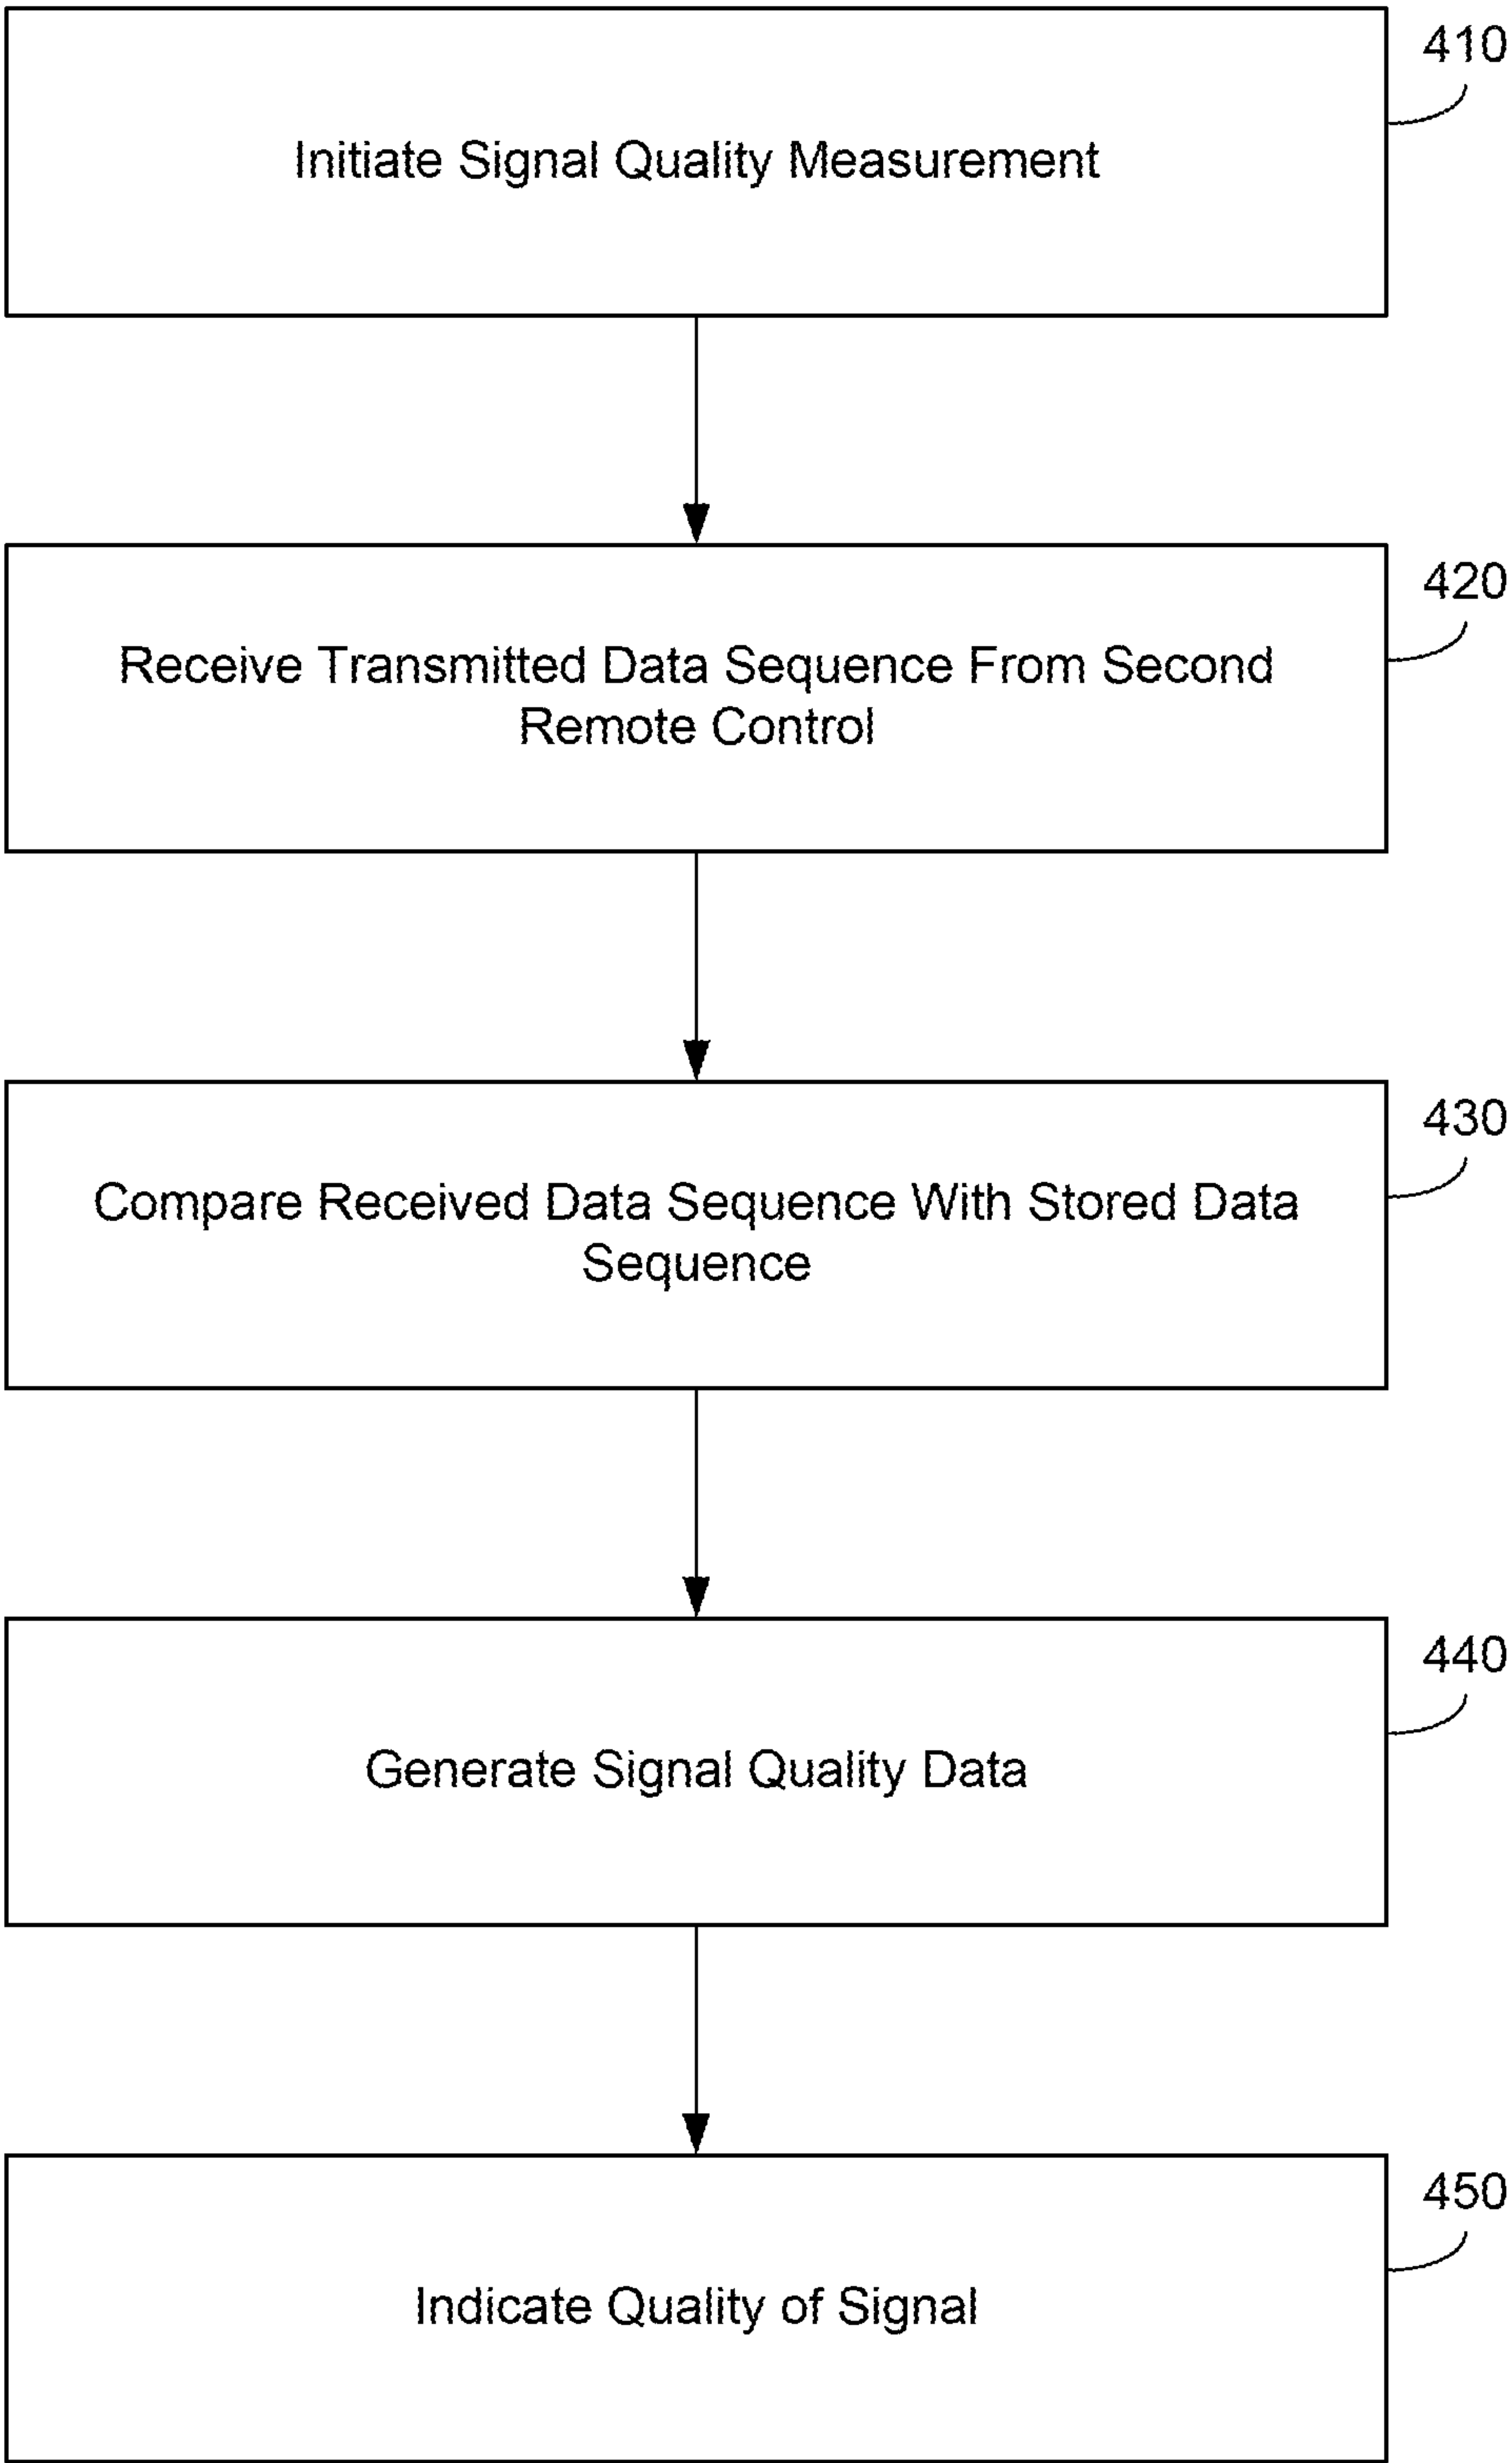 410
Initiate Signal Quality Measurement
420
Receive Transmitted Data Sequence From Second
Remote Control
430
Compare Received Data Sequence With Stored Data
Sequence
440
Generate Signal Quality Data
450
Indicate Quality of Signal